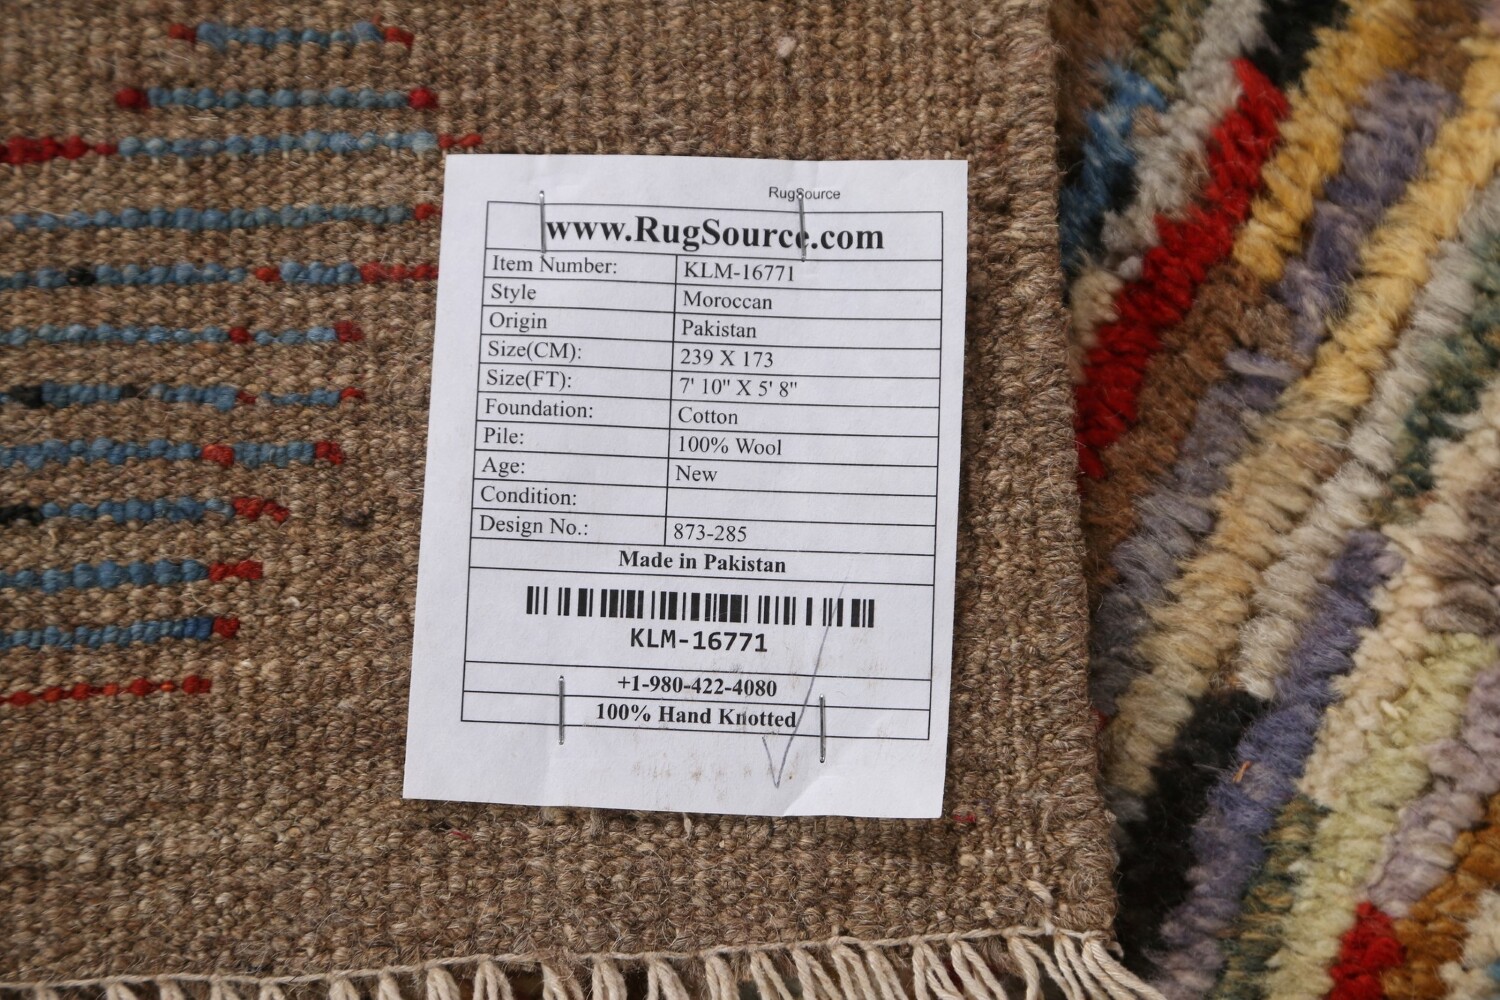 RugSource
www.RugSource.com
Item Number: KLM-16771
Style Moroccan
Origin Pakistan
Size(CM): 239 X 173
Size(FT): 7' 10" X 5' 8"
Foundation: Cotton
Pile: 100% Wool
Age: New
Condition:
Design No.: 873-285
Made in Pakistan
KLM-16771
+1-980-422-4080
100% Hand Knotted